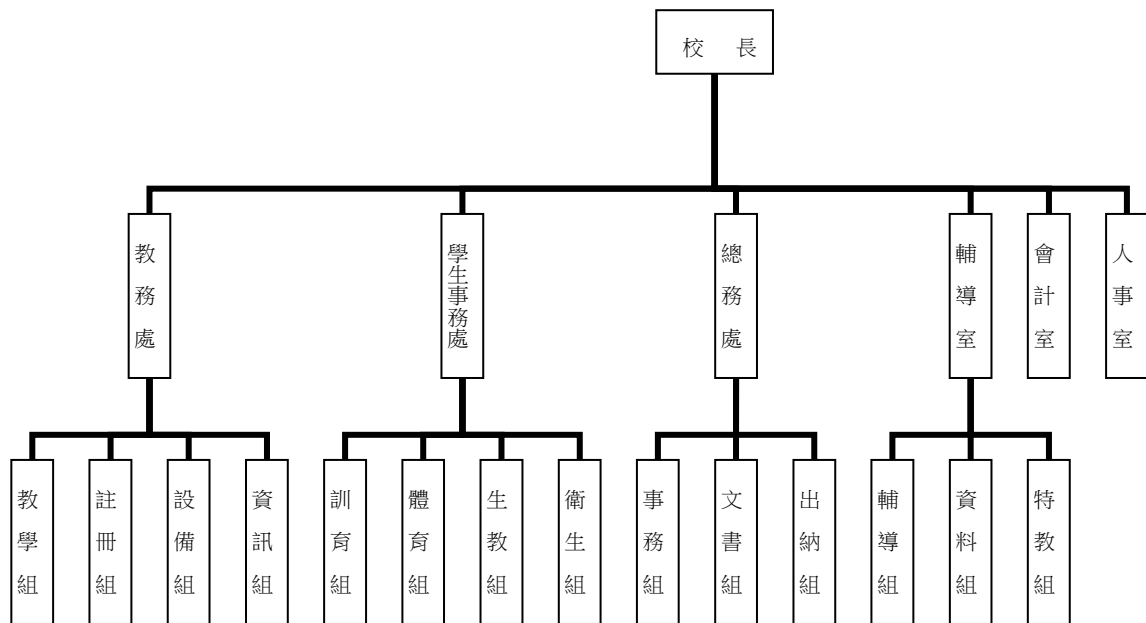 校 長
教務處
學生事務處
總務處
輔導室
會計室
人事室
教學組
註冊組
設備組
資訊組
訓育組
體育組
生教組
衛生組
事務組
文書組
出納組
輔導組
資料組
特教組